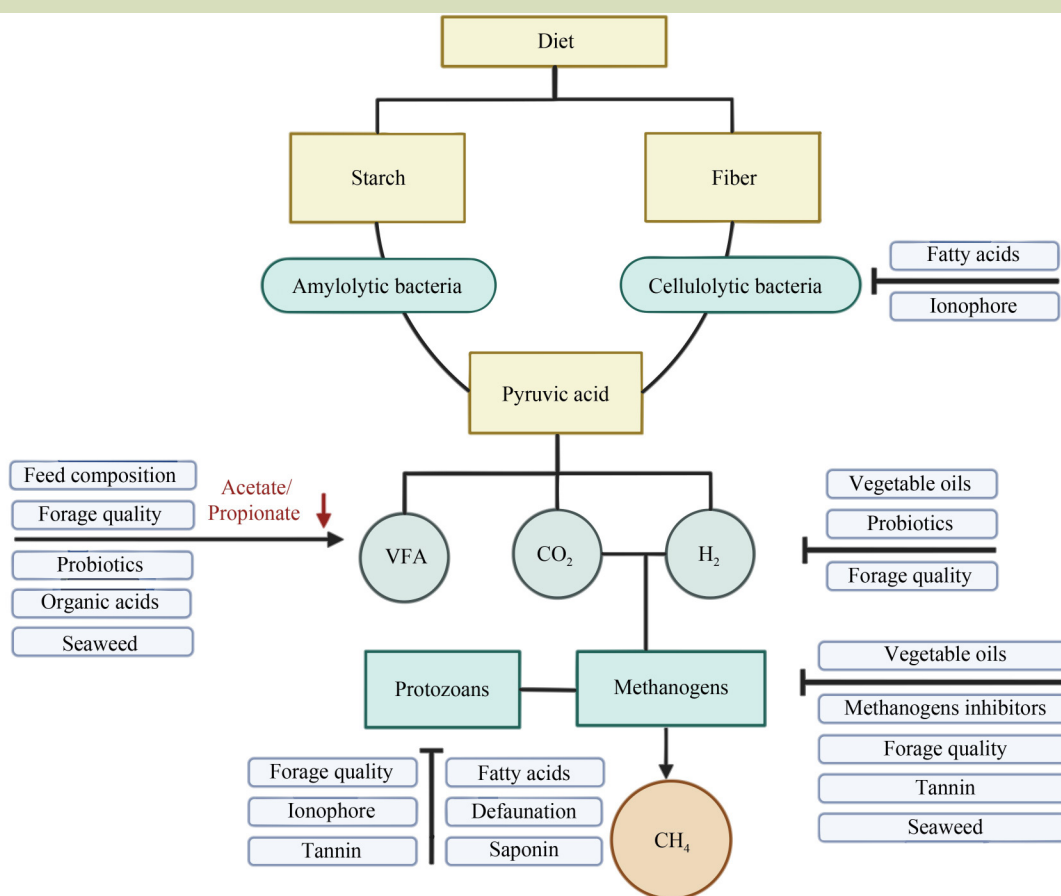 Diet
Starch
Fiber
Amylolytic bacteria
Cellulolytic bacteria
Fatty acids
Ionophore
Pyruvic acid
Feed composition
Forage quality
Probiotics
Organic acids
Seaweed
Acetate/
Propionate
VFA
CO₂
H₂
Vegetable oils
Probiotics
Forage quality
Protozoans
Methanogens
Vegetable oils
Methanogens inhibitors
Forage quality
Tannin
Seaweed
Forage quality
Ionophore
Tannin
Fatty acids
Defaunation
Saponin
CH₄